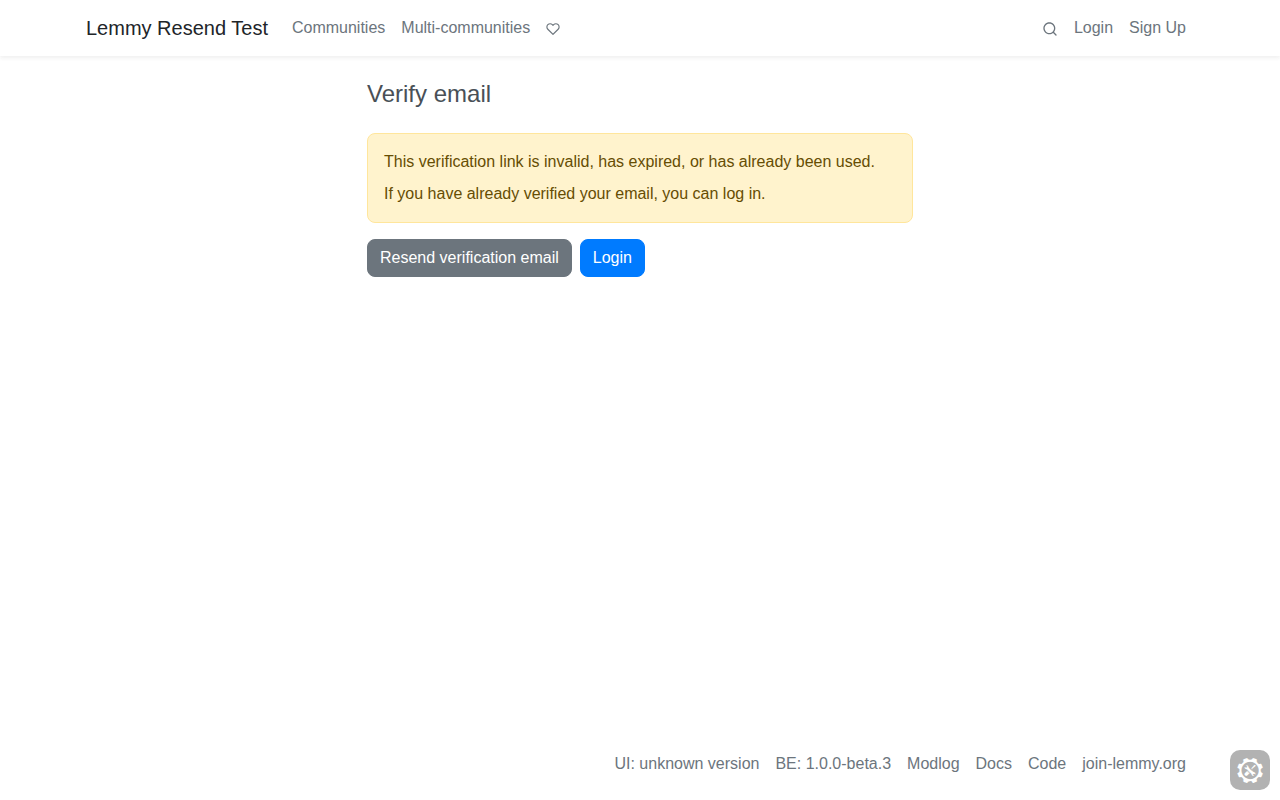 Lemmy Resend Test Communities Multi-communities Login Sign Up
Verify email
This verification link is invalid, has expired, or has already been used.
If you have already verified your email, you can log in.
Resend verification email Login
UI: unknown version BE: 1.0.0-beta.3 Modlog Docs Code join-lemmy.org